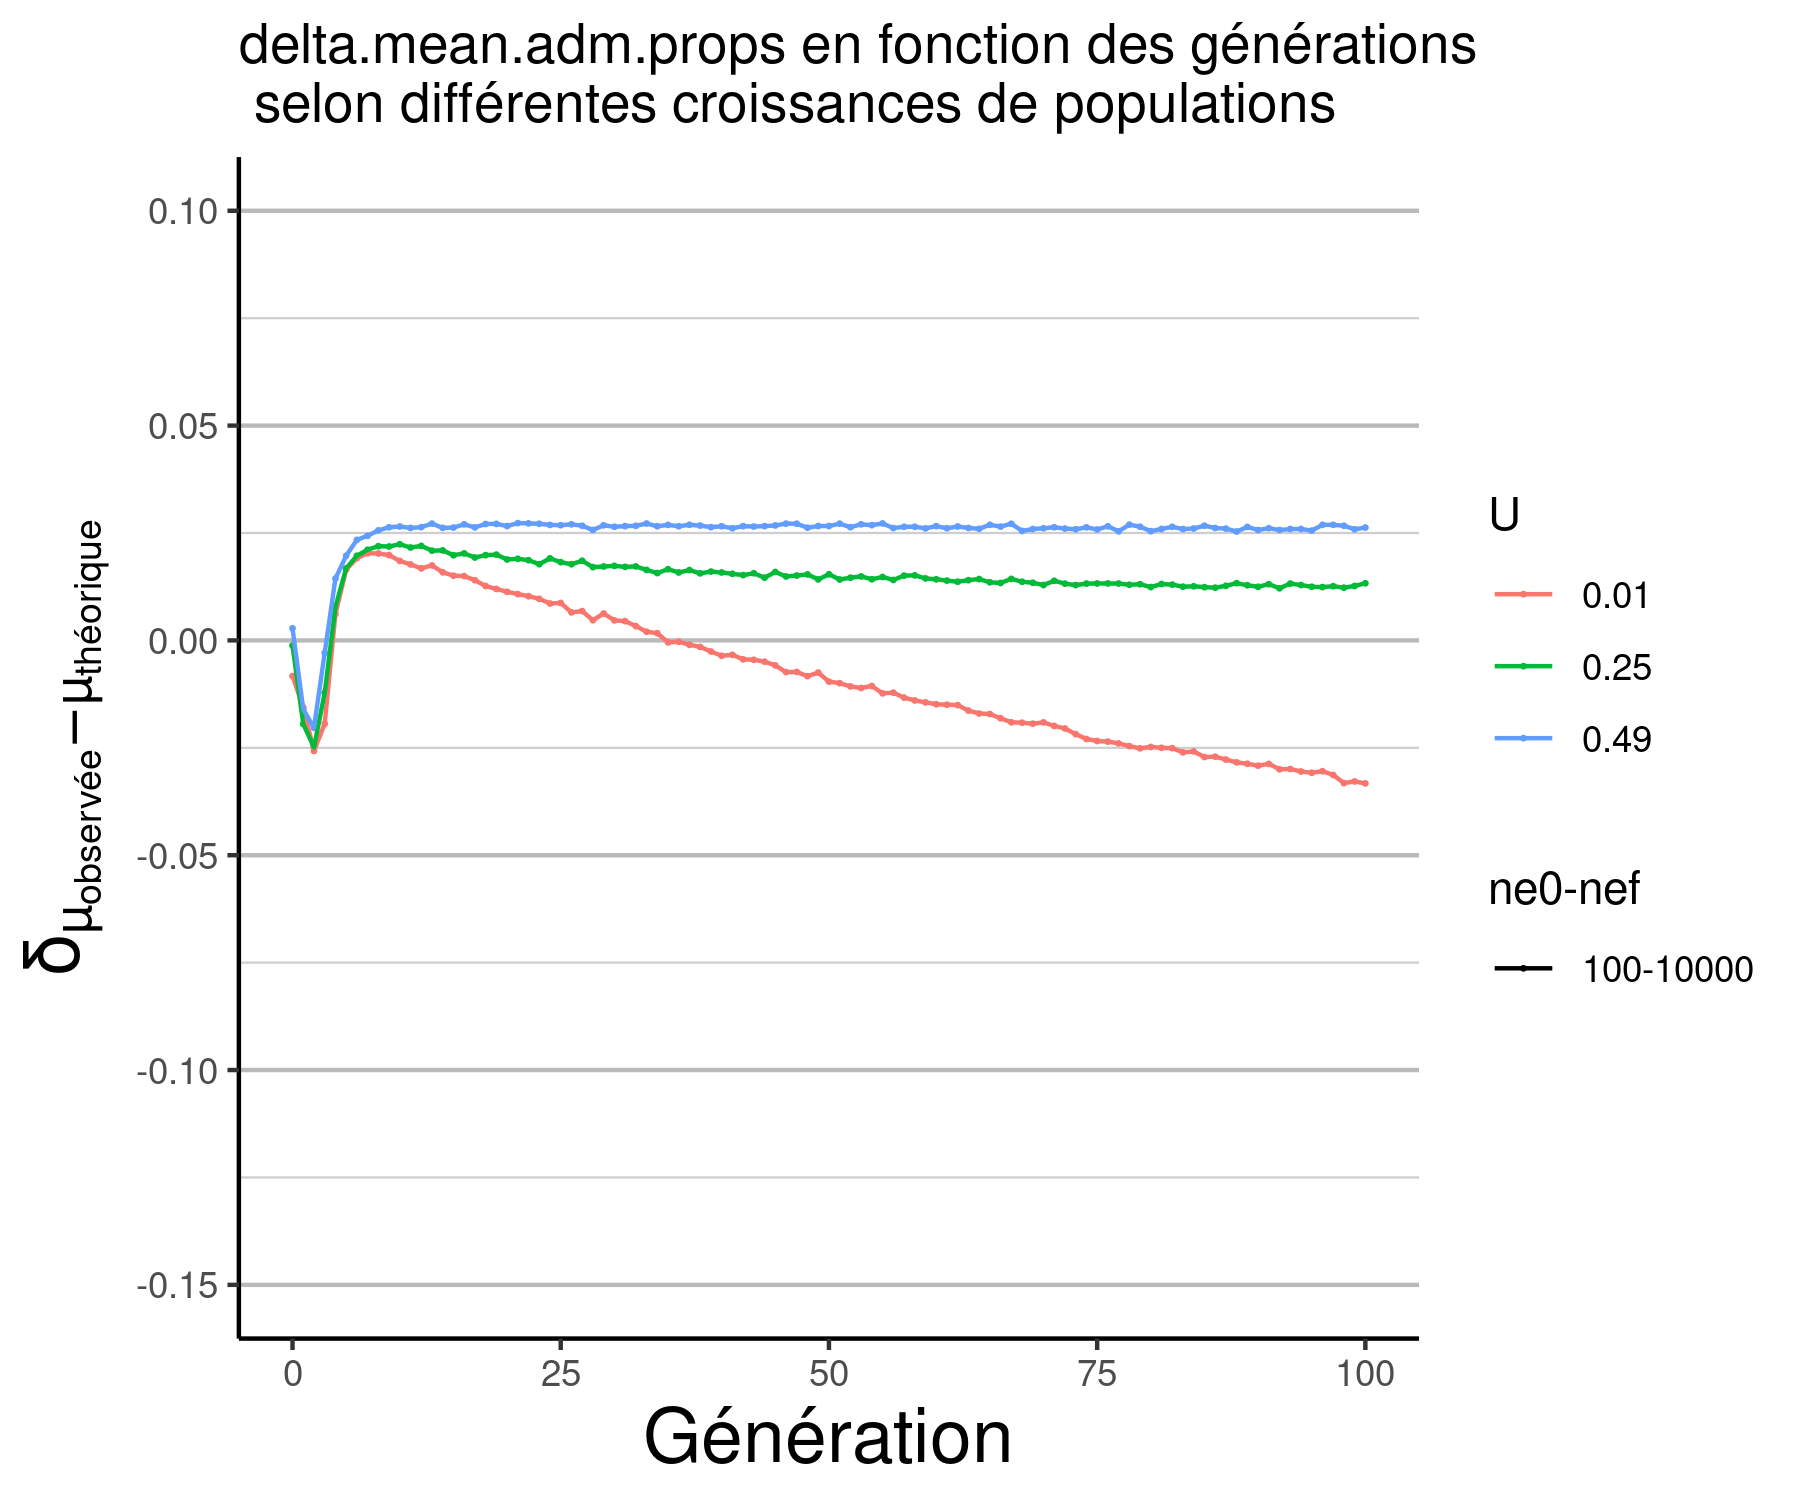 delta.mean.adm.props en fonction des générations
selon différentes croissances de populations
δμobservée−μthéorique
0.10
0.05
0.00
-0.05
-0.10
-0.15
0 25 50 75 100
Génération
U
0.01
0.25
0.49
ne0-nef
100-10000